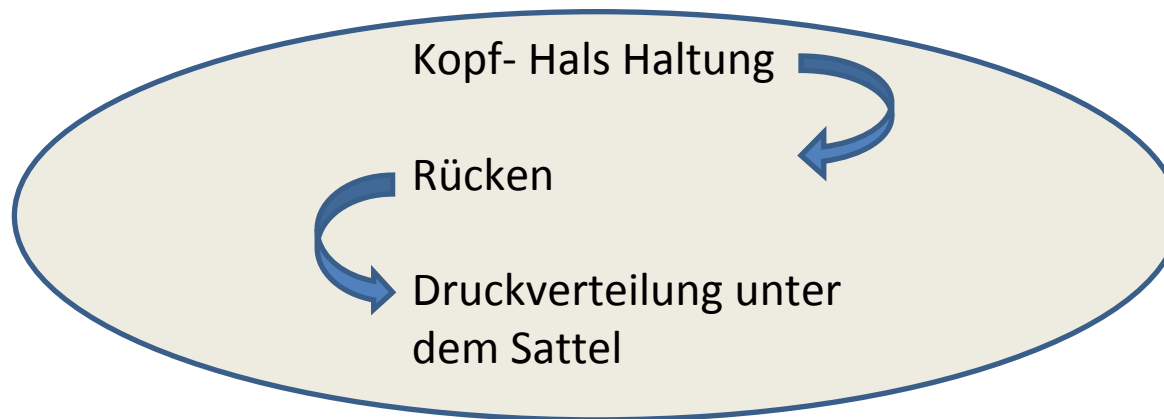 Kopf- Hals Haltung
Rücken
Druckverteilung unter
dem Sattel